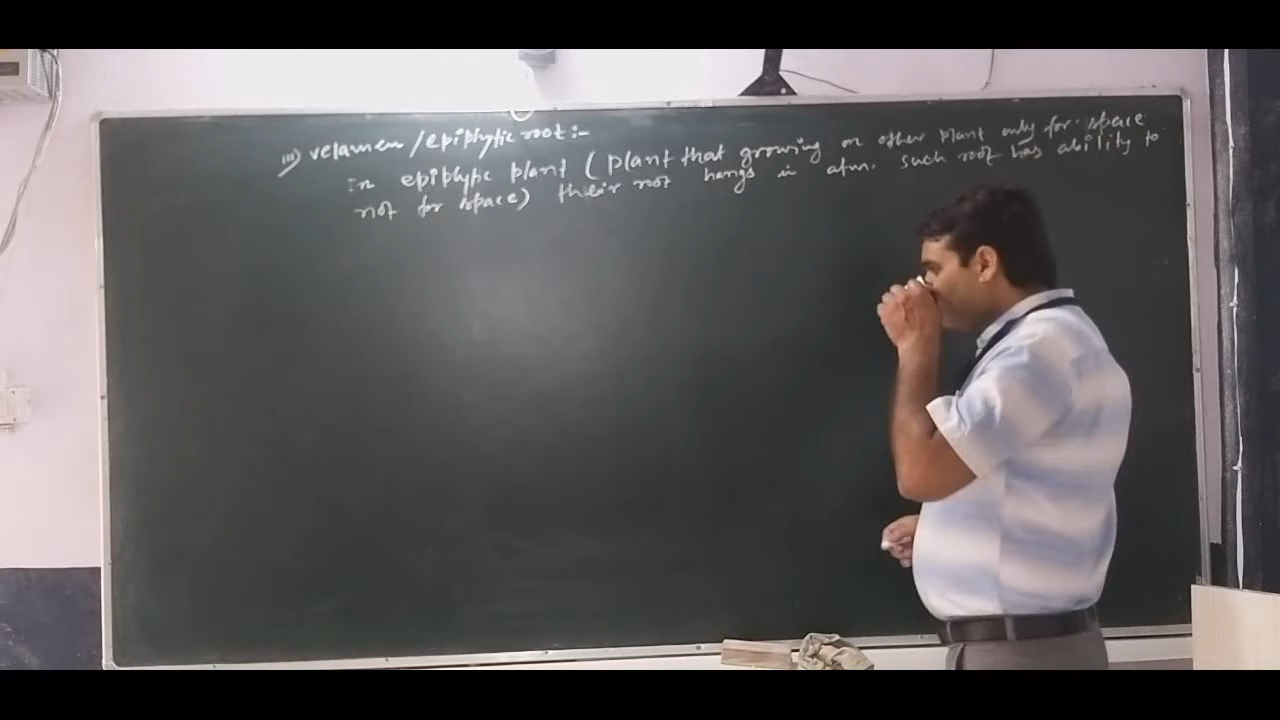 iii) velamen/epiphytic root:-
In epiphytic plant (plant that growing on other plant only for space
not for space) their root hangs in atm. such root has ability to